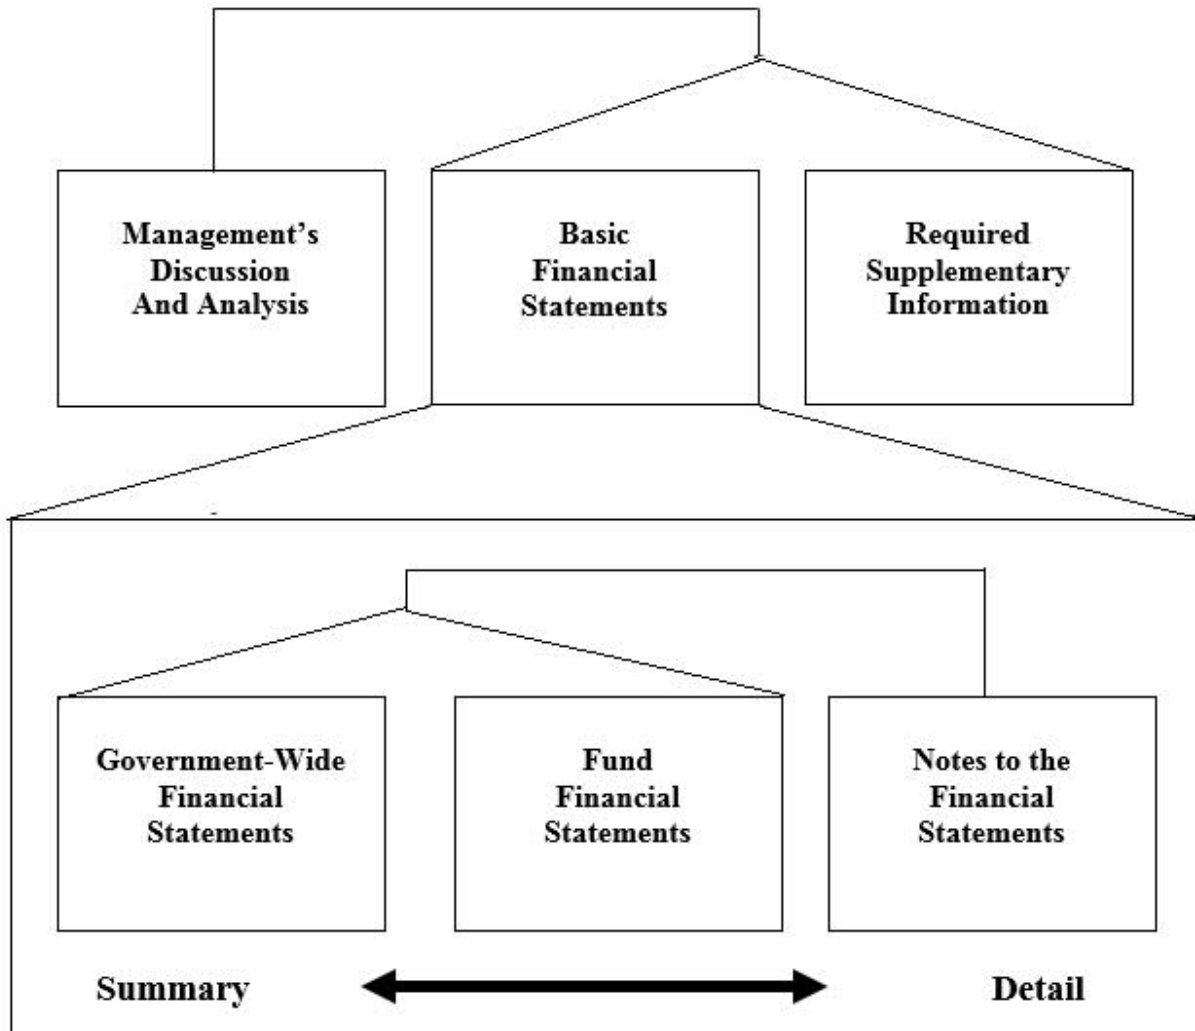 Management’s
Discussion
And Analysis
Basic
Financial
Statements
Required
Supplementary
Information
Government-Wide
Financial
Statements
Fund
Financial
Statements
Notes to the
Financial
Statements
Summary
Detail